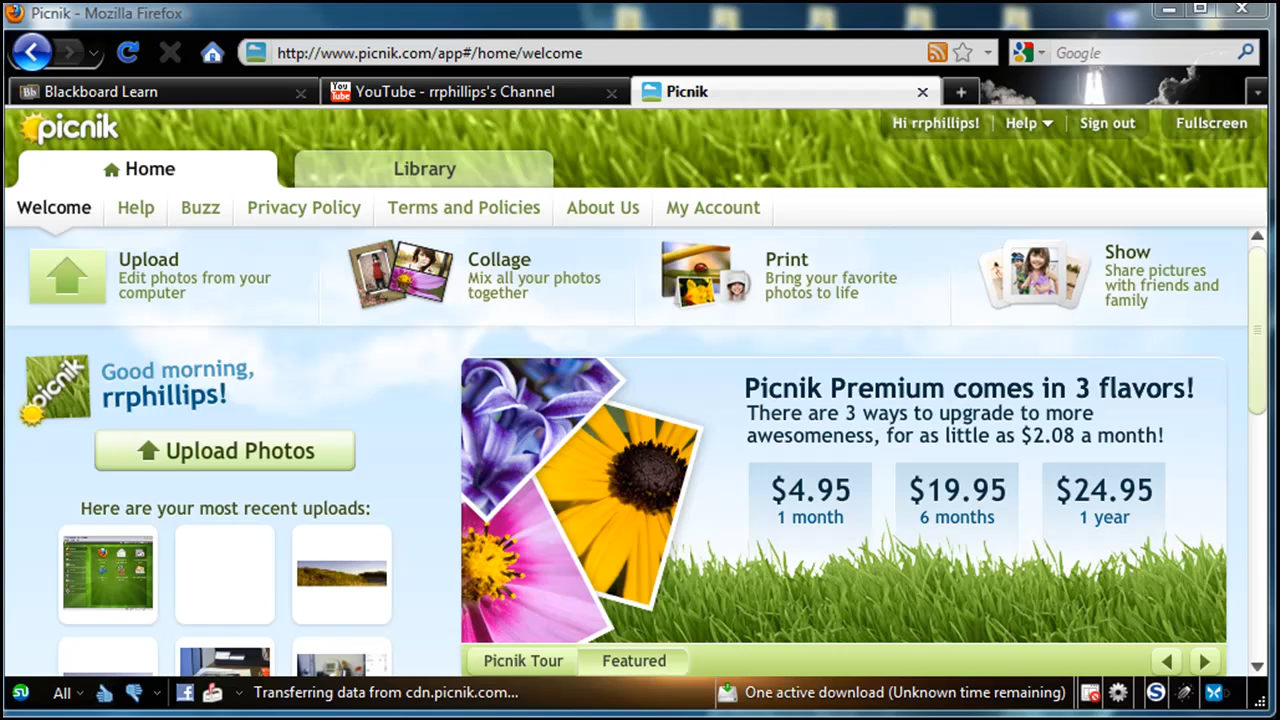 Picnik - Mozilla Firefox
http://www.picnik.com/app#/home/welcome
Google
Bb Blackboard Learn
You Tube YouTube - rrphillips's Channel
Picnik
picnik
Hi rrphillips! Help Sign out Fullscreen
Home Library
Welcome Help Buzz Privacy Policy Terms and Policies About Us My Account
Upload
Edit photos from your
computer
Collage
Mix all your photos
together
Print
Bring your favorite
photos to life
Show
Share pictures
with friends and
family
picnik
Good morning,
rrphillips!
Upload Photos
Here are your most recent uploads:
Picnik Premium comes in 3 flavors!
There are 3 ways to upgrade to more
awesomeness, for as little as $2.08 a month!
$4.95 $19.95 $24.95
1 month 6 months 1 year
Picnik Tour Featured
All Transferring data from cdn.picnik.com... One active download (Unknown time remaining)